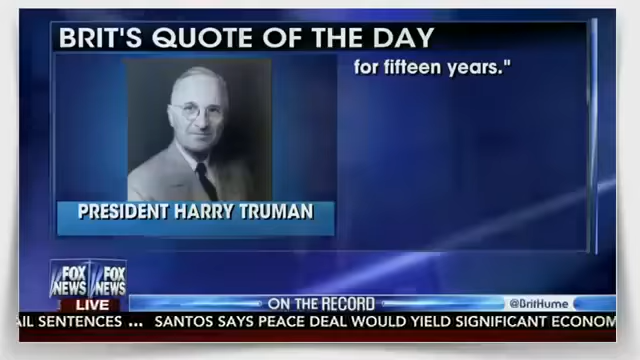 BRIT'S QUOTE OF THE DAY
for fifteen years."
PRESIDENT HARRY TRUMAN
FOX NEWS FOX NEWS
LIVE
ON THE RECORD
@BritHume
AIL SENTENCES ... SANTOS SAYS PEACE DEAL WOULD YIELD SIGNIFICANT ECONOM